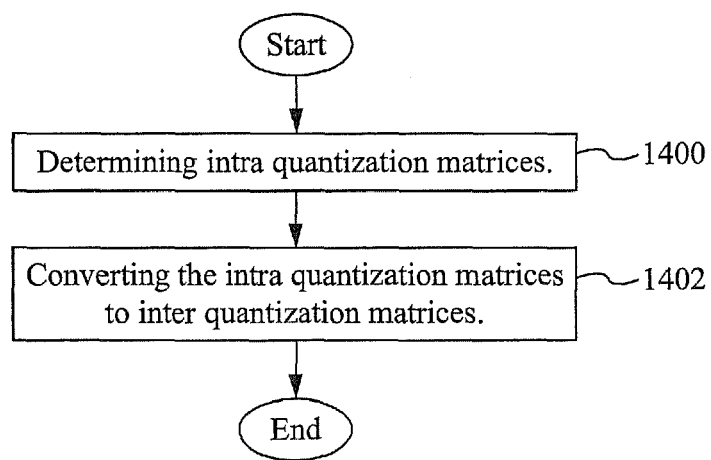 Start
Determining intra quantization matrices.
1400
Converting the intra quantization matrices
to inter quantization matrices.
1402
End